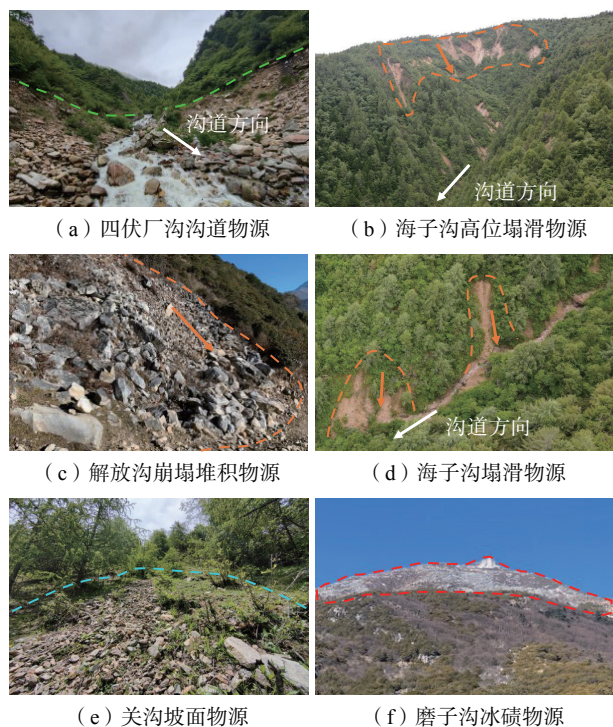 沟道方向
沟道方向
（a）四伏厂沟沟道物源
（b）海子沟高位塌滑物源
沟道方向
（c）解放沟崩塌堆积物源
（d）海子沟塌滑物源
（e）关沟坡面物源
（f）磨子沟冰碛物源